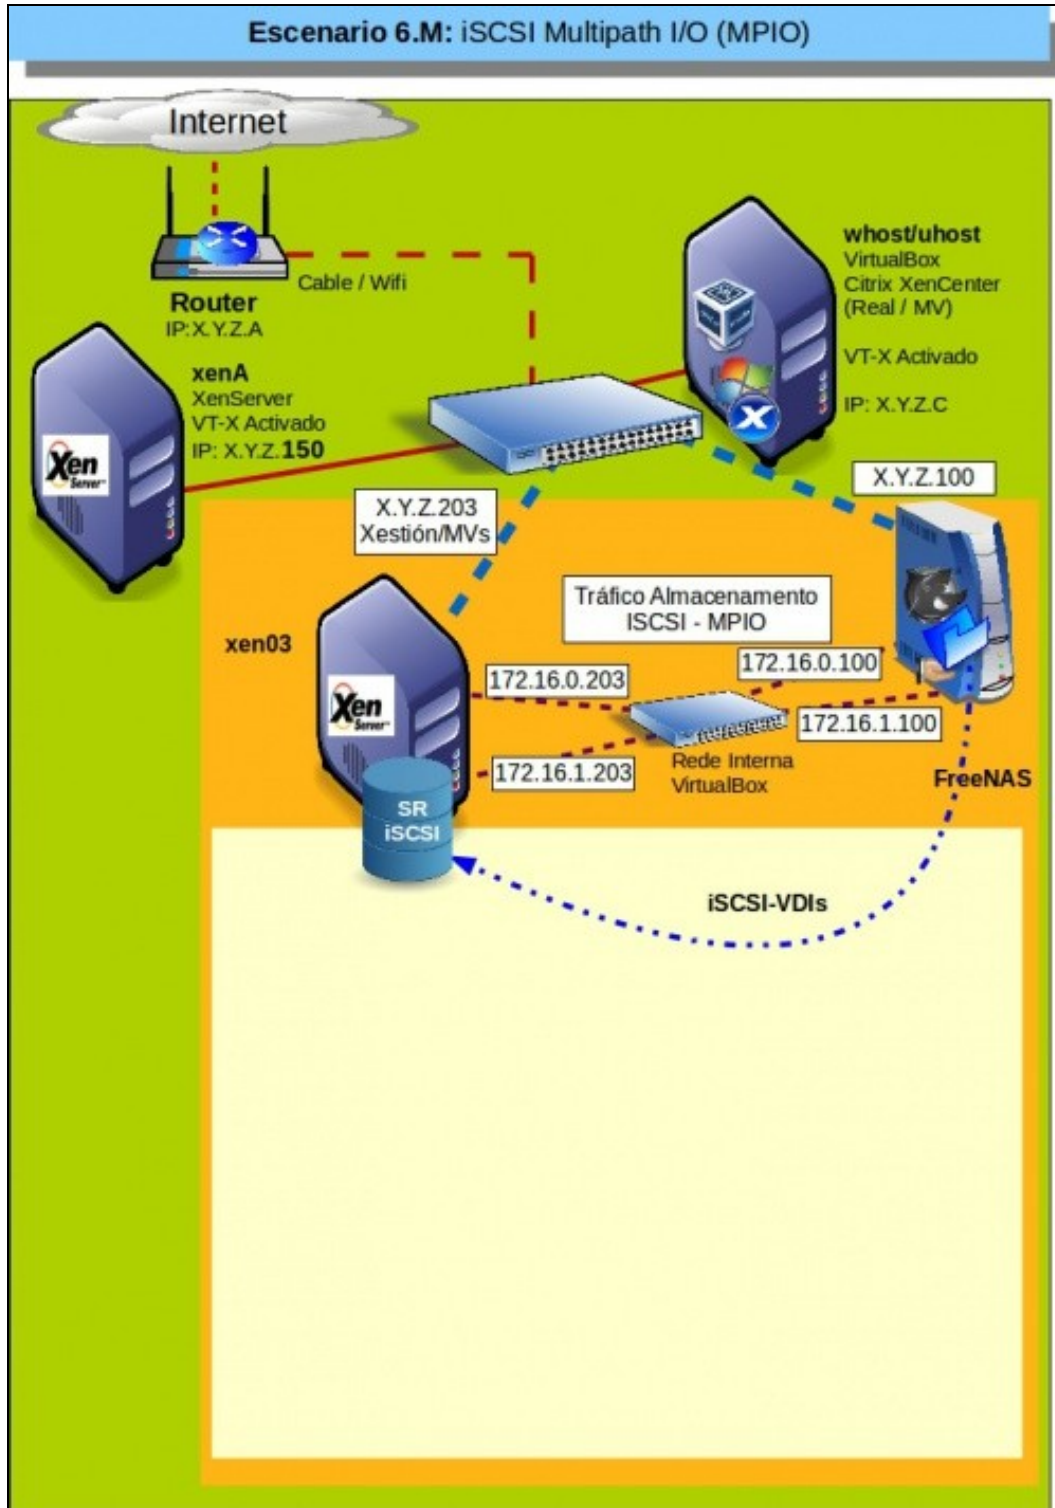 Escenario 6.M: iSCSI Multipath I/O (MPIO)
Internet
Cable / Wifi
Router
IP:X.Y.Z.A
whost/uhost
VirtualBox
Citrix XenCenter
(Real / MV)
VT-X Activado
IP: X.Y.Z.C
xenA
XenServer
VT-X Activado
IP: X.Y.Z.150
Xen
Server
X.Y.Z.203
Xestión/MVs
X.Y.Z.100
Tráfico Almacenamento
ISCSI - MPIO
xen03
172.16.0.203
172.16.0.100
Xen
Server
172.16.1.100
172.16.1.203
Rede Interna
VirtualBox
FreeNAS
SR
iSCSI
iSCSI-VDIs